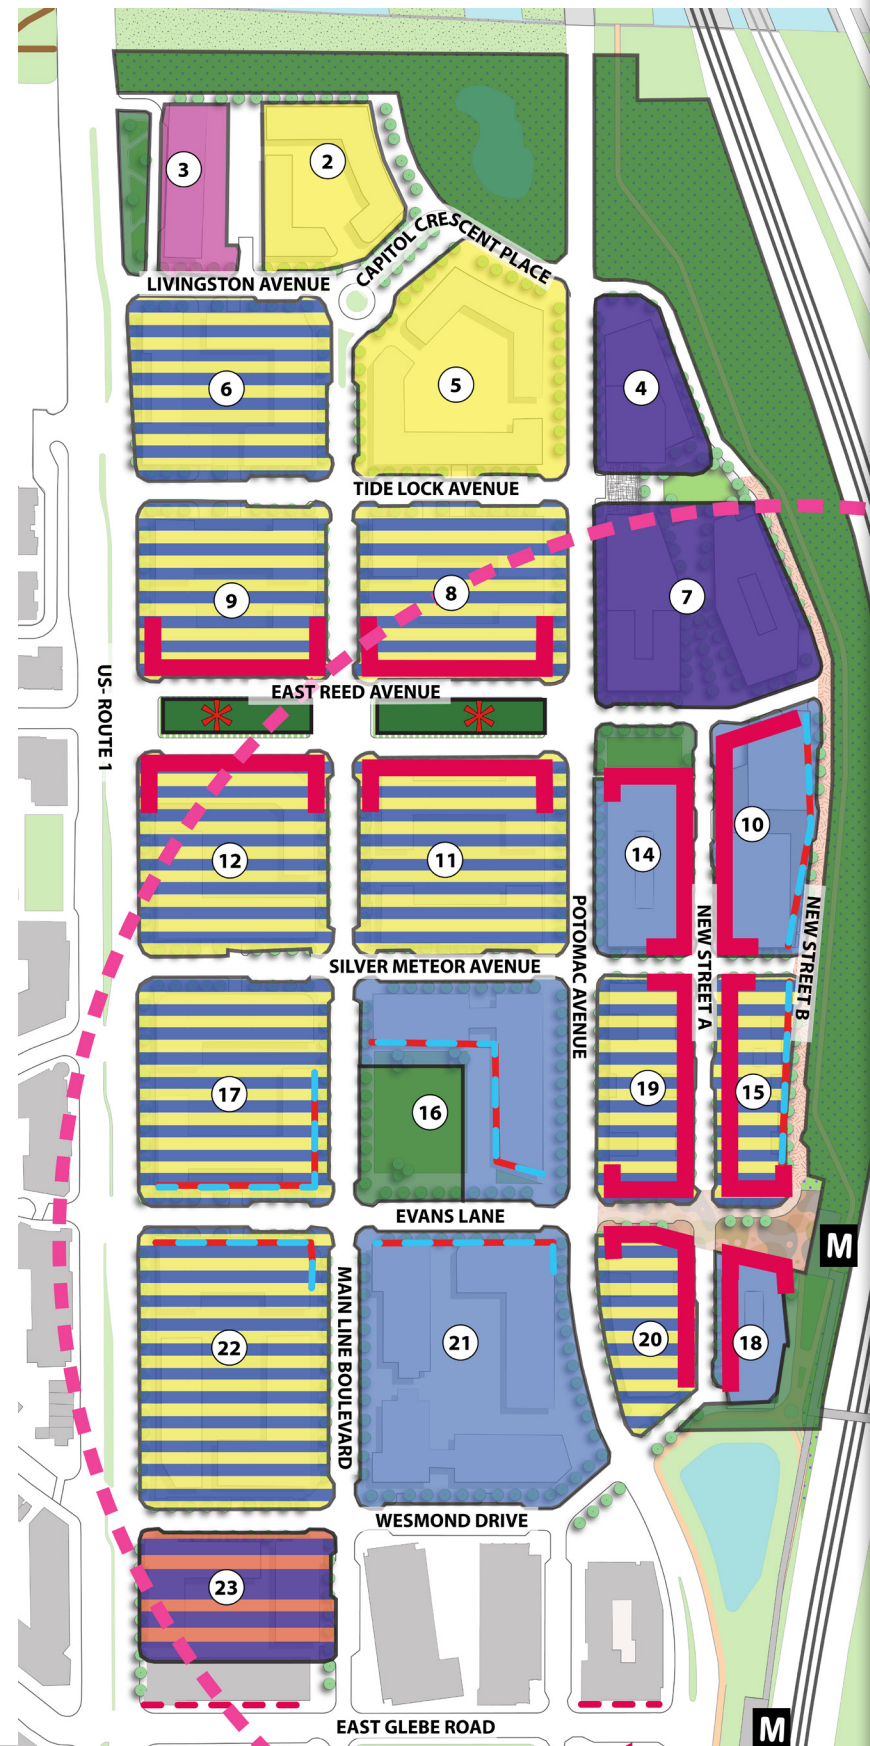 3
2
CAPITOL CRESCENT PLACE
LIVINGSTON AVENUE
6
5
4
TIDE LOCK AVENUE
9
8
7
US- ROUTE 1
EAST REED AVENUE
*
*
12
11
14
10
POTOMAC AVENUE
NEW STREET A
NEW STREET B
SILVER METEOR AVENUE
17
16
19
15
EVANS LANE
M
22
MAIN LINE BOULEVARD
21
20
18
WESMOND DRIVE
23
EAST GLEBE ROAD
M